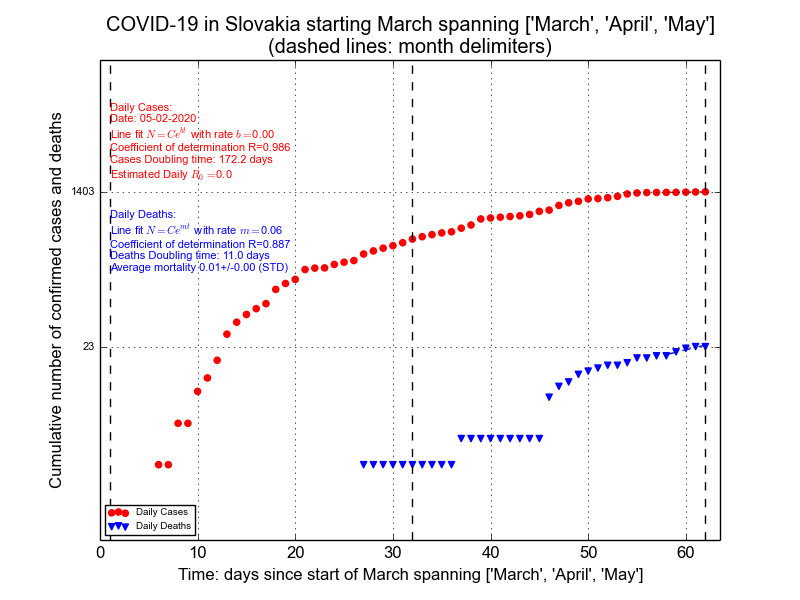 COVID-19 in Slovakia starting March spanning ['March', 'April', 'May']
(dashed lines: month delimiters)
Daily Cases:
Date: 05-02-2020
Line fit N = Ce^{bt} with rate b =0.00
Coefficient of determination R=0.986
Cases Doubling time: 172.2 days
Estimated Daily R_0 =0.0
1403
Daily Deaths:
Line fit N = Ce^{mt} with rate m =0.06
Coefficient of determination R=0.887
Deaths Doubling time: 11.0 days
Average mortality 0.01+/-0.00 (STD)
23
Cumulative number of confirmed cases and deaths
Daily Cases
Daily Deaths
0 10 20 30 40 50 60
Time: days since start of March spanning ['March', 'April', 'May']